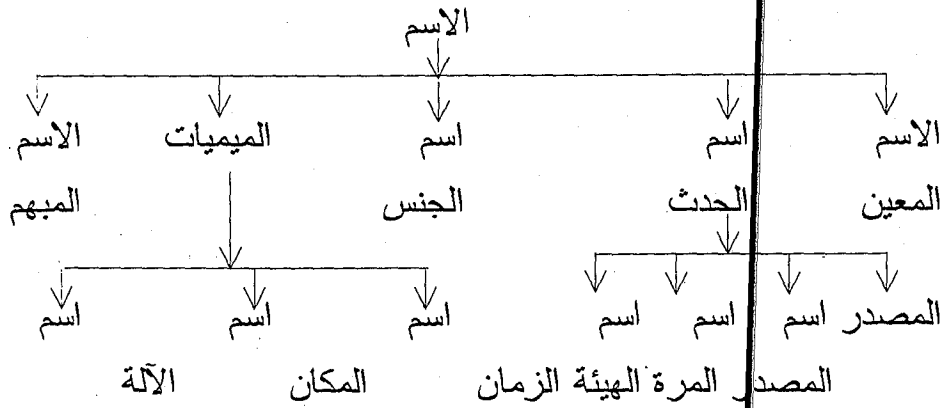 الاسم
الاسم اسم اسم الميميات الاسم
المعين الحدث الجنس المبهم
المصدر اسم اسم اسم اسم اسم اسم
المصدر المرة الهيئة الزمان المكان الآلة